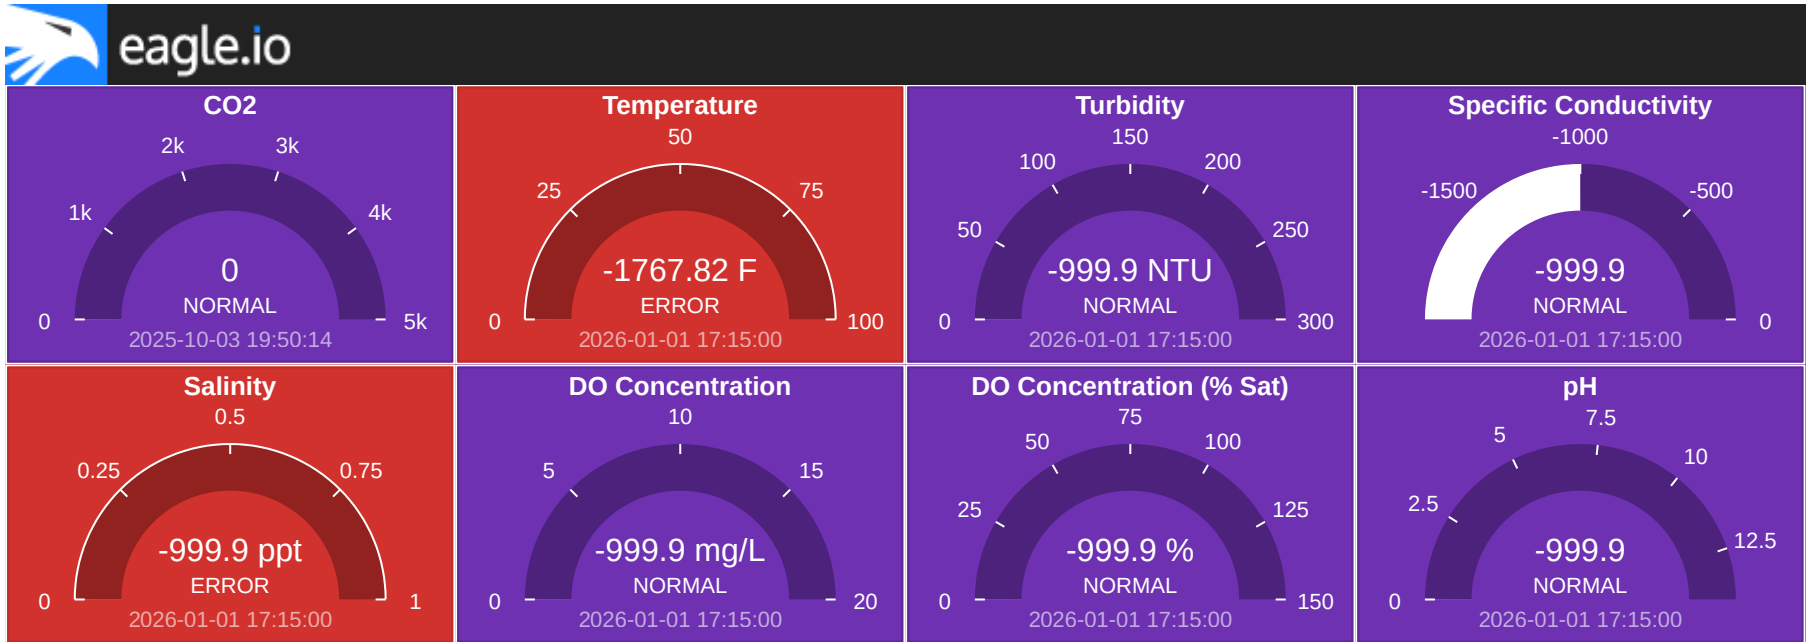 eagle.io
CO2
0
1k
2k
3k
4k
5k
0
NORMAL
2025-10-03 19:50:14
Temperature
0
25
50
75
100
-1767.82 F
ERROR
2026-01-01 17:15:00
Turbidity
0
50
100
150
200
250
300
-999.9 NTU
NORMAL
2026-01-01 17:15:00
Specific Conductivity
-1500
-1000
-500
0
-999.9
NORMAL
2026-01-01 17:15:00
Salinity
0
0.25
0.5
0.75
1
-999.9 ppt
ERROR
2026-01-01 17:15:00
DO Concentration
0
5
10
15
20
-999.9 mg/L
NORMAL
2026-01-01 17:15:00
DO Concentration (% Sat)
0
25
50
75
100
125
150
-999.9 %
NORMAL
2026-01-01 17:15:00
pH
0
2.5
5
7.5
10
12.5
-999.9
NORMAL
2026-01-01 17:15:00